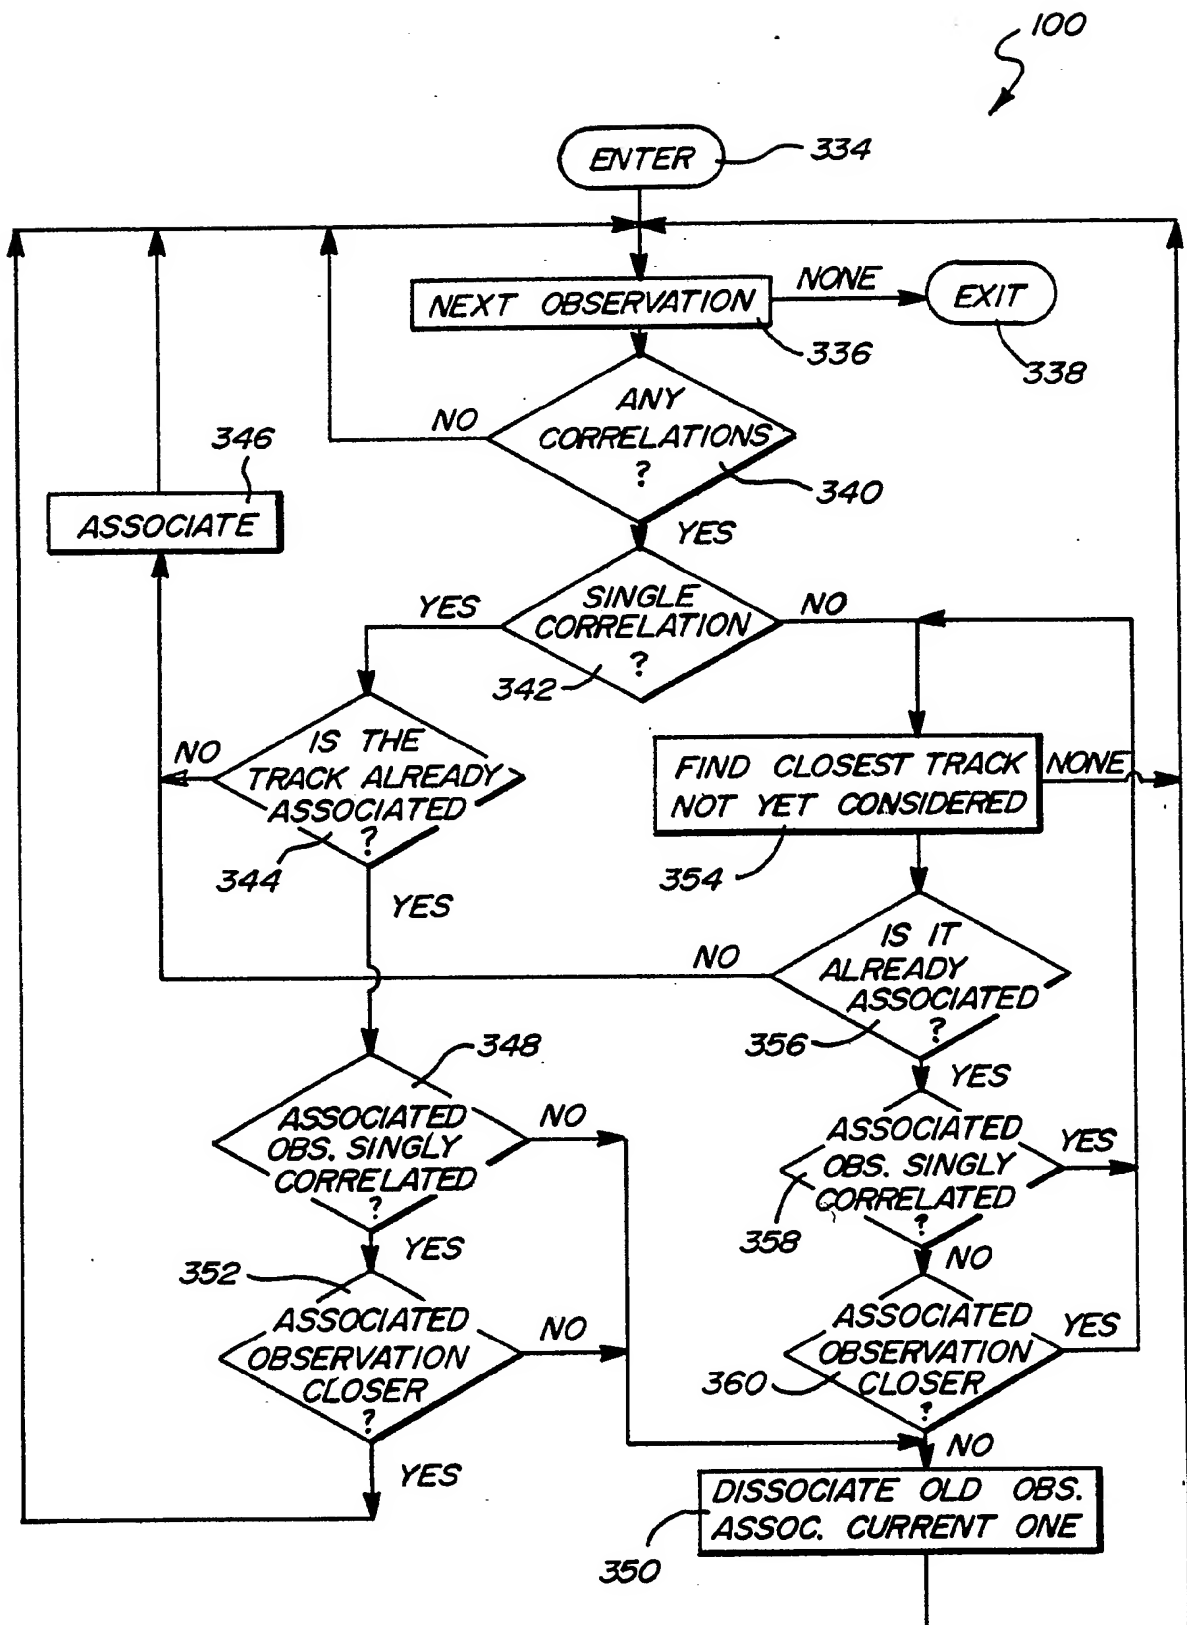 100
ENTER
334
NEXT OBSERVATION
NONE
EXIT
336
338
ANY
CORRELATIONS
?
NO
340
346
ASSOCIATE
YES
SINGLE
CORRELATION
?
YES
NO
342
IS THE
TRACK ALREADY
ASSOCIATED
?
NO
344
YES
FIND CLOSEST TRACK
NOT YET CONSIDERED
NONE
354
IS IT
ALREADY
ASSOCIATED
?
NO
356
YES
348
ASSOCIATED
OBS. SINGLY
CORRELATED
?
NO
YES
ASSOCIATED
OBS. SINGLY
CORRELATED
?
YES
358
NO
352
ASSOCIATED
OBSERVATION
CLOSER
?
NO
YES
ASSOCIATED
OBSERVATION
CLOSER
?
YES
360
NO
DISSOCIATE OLD OBS.
ASSOC. CURRENT ONE
350